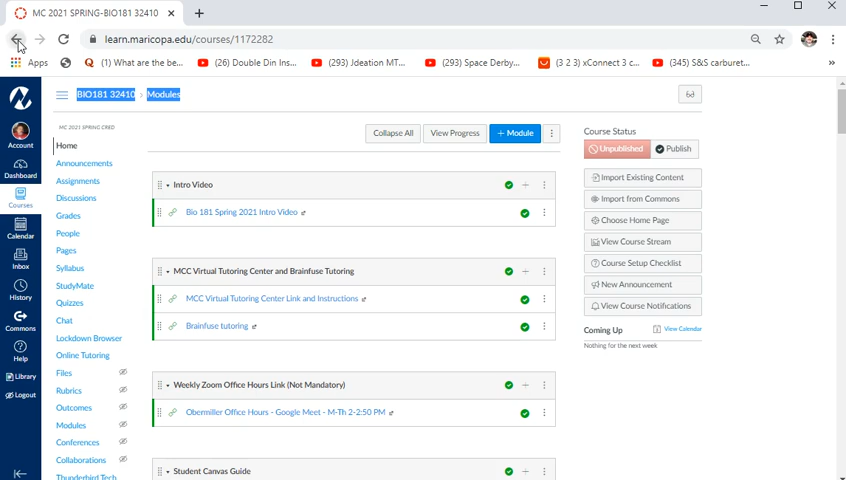 MC 2021 SPRING-BIO181 32410
learn.maricopa.edu/courses/1172282
Apps
(1) What are the be...
(26) Double Din Ins...
(293) Jdeation MT...
(293) Space Derby...
(3 2 3) xConnect 3 c...
(345) S&S carburet...
BIO181 32410 › Modules
MC 2021 SPRING CRED
Account
Dashboard
Courses
Calendar
Inbox
History
Commons
Help
Library
Logout
Home
Announcements
Assignments
Discussions
Grades
People
Pages
Syllabus
StudyMate
Quizzes
Chat
Lockdown Browser
Online Tutoring
Files
Rubrics
Outcomes
Modules
Conferences
Collaborations
Thunderbird Tech
Collapse All
View Progress
+ Module
Intro Video
Bio 181 Spring 2021 Intro Video
MCC Virtual Tutoring Center and Brainfuse Tutoring
MCC Virtual Tutoring Center Link and Instructions
Brainfuse tutoring
Weekly Zoom Office Hours Link (Not Mandatory)
Obermiller Office Hours - Google Meet - M-Th 2-2:50 PM
Student Canvas Guide
Course Status
Unpublished
Publish
Import Existing Content
Import from Commons
Choose Home Page
View Course Stream
Course Setup Checklist
New Announcement
View Course Notifications
Coming Up
View Calendar
Nothing for the next week